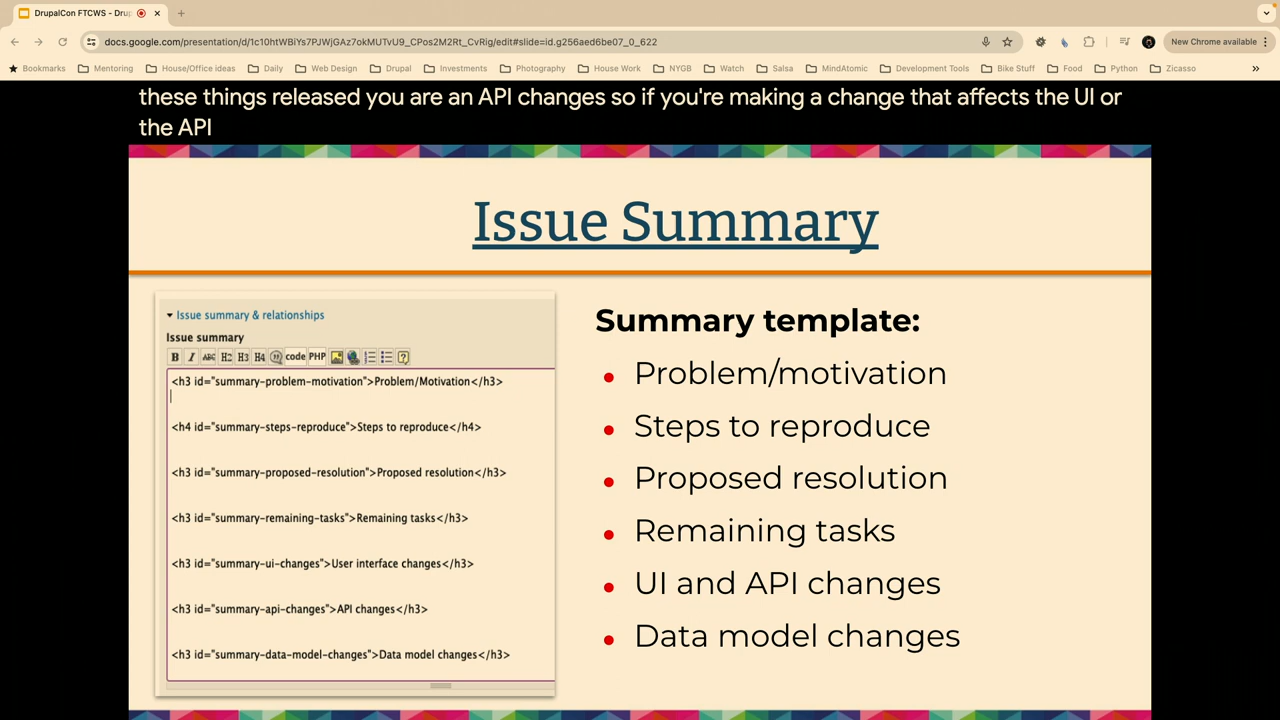 DrupalCon FTCWS - Drup
docs.google.com/presentation/d/1c10htWBiYs7PJWjGAz7okMUTvU9_CPos2M2Rt_CvRig/edit#slide=id.g256aed6be07_0_622
New Chrome available
Bookmarks Mentoring House/Office ideas Daily Web Design Drupal Investments Photography House Work NYGB Watch Salsa MindAtomic Development Tools Bike Stuff Food Python Zicasso »
these things released you are an API changes so if you're making a change that affects the UI or
the API
Issue Summary
Issue summary & relationships
Issue summary
B I ABC H2 H3 H4 code PHP ?
<h3 id="summary-problem-motivation">Problem/Motivation</h3>
<h4 id="summary-steps-reproduce">Steps to reproduce</h4>
<h3 id="summary-proposed-resolution">Proposed resolution</h3>
<h3 id="summary-remaining-tasks">Remaining tasks</h3>
<h3 id="summary-ui-changes">User interface changes</h3>
<h3 id="summary-api-changes">API changes</h3>
<h3 id="summary-data-model-changes">Data model changes</h3>
Summary template:
Problem/motivation
Steps to reproduce
Proposed resolution
Remaining tasks
UI and API changes
Data model changes